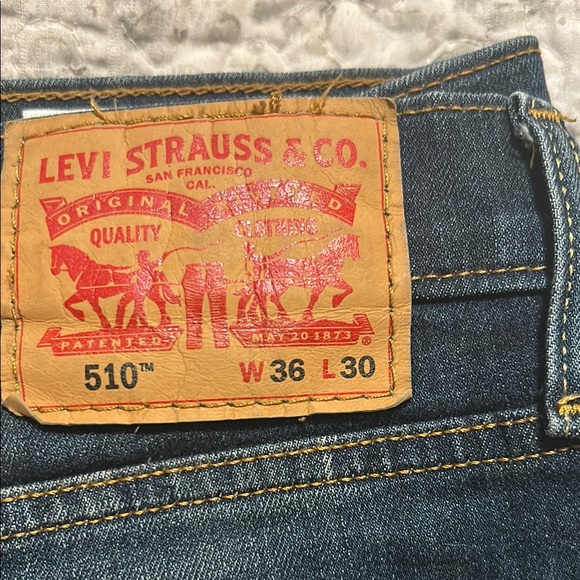 LEVI STRAUSS & CO.
SAN FRANCISCO
CAL.
ORIGINAL
QUALITY CLOTHING
PATENTED MAY 20 1873 ®
510™ W 36 L 30